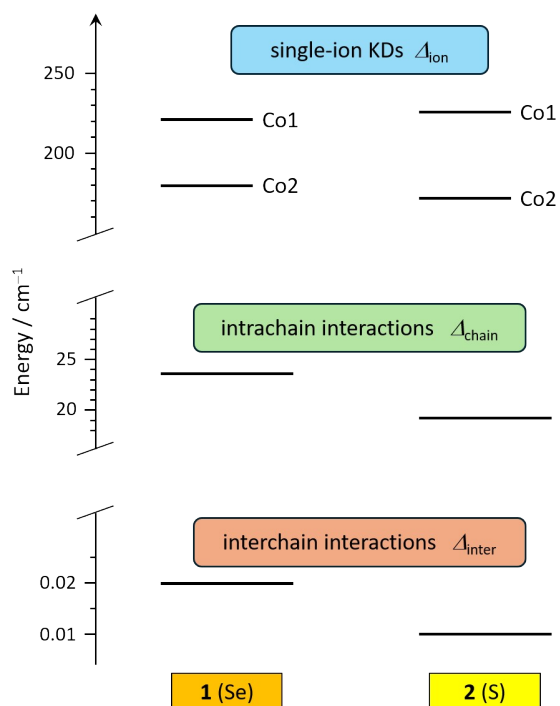 single-ion KDs Δion
250
Co1
Co1
200
Co2
Co2
Energy / cm−1
intrachain interactions Δchain
25
20
interchain interactions Δinter
0.02
0.01
1 (Se)
2 (S)